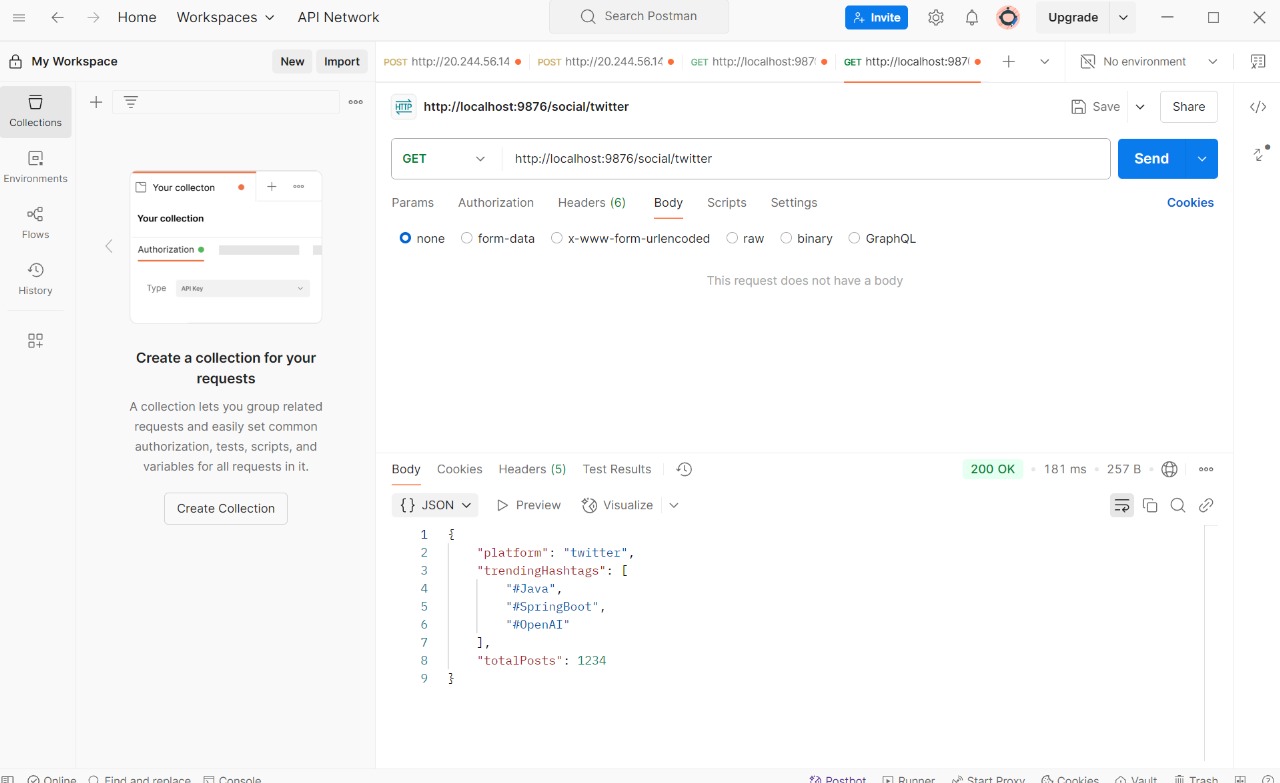 Home Workspaces API Network Search Postman Invite Upgrade
My Workspace New Import POST http://20.244.56.14 POST http://20.244.56.14 GET http://localhost:987 GET http://localhost:987 No environment
Collections
Environments
Flows
History
Your collecton
Your collection
Authorization
Type API Key
Create a collection for your
requests
A collection lets you group related
requests and easily set common
authorization, tests, scripts, and
variables for all requests in it.
Create Collection
HTTP http://localhost:9876/social/twitter Save Share
GET http://localhost:9876/social/twitter Send
Params Authorization Headers (6) Body Scripts Settings Cookies
none form-data x-www-form-urlencoded raw binary GraphQL
This request does not have a body
Body Cookies Headers (5) Test Results 200 OK • 181 ms • 257 B
{} JSON Preview Visualize
1 {
2 "platform": "twitter",
3 "trendingHashtags": [
4 "#Java",
5 "#SpringBoot",
6 "#OpenAI"
7 ],
8 "totalPosts": 1234
9 }
Online Find and replace Console Postbot Runner Start Proxy Cookies Vault Trash